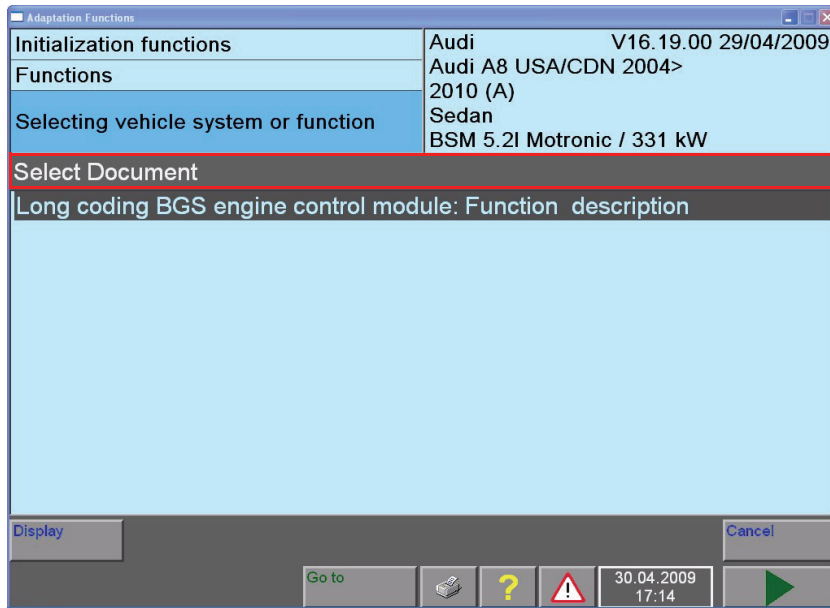 Adaptation Functions
Initialization functions
Functions
Selecting vehicle system or function
Audi V16.19.00 29/04/2009
Audi A8 USA/CDN 2004>
2010 (A)
Sedan
BSM 5.2l Motronic / 331 kW
Select Document
Long coding BGS engine control module: Function description
Display
Cancel
Go to
?
!
30.04.2009
17:14